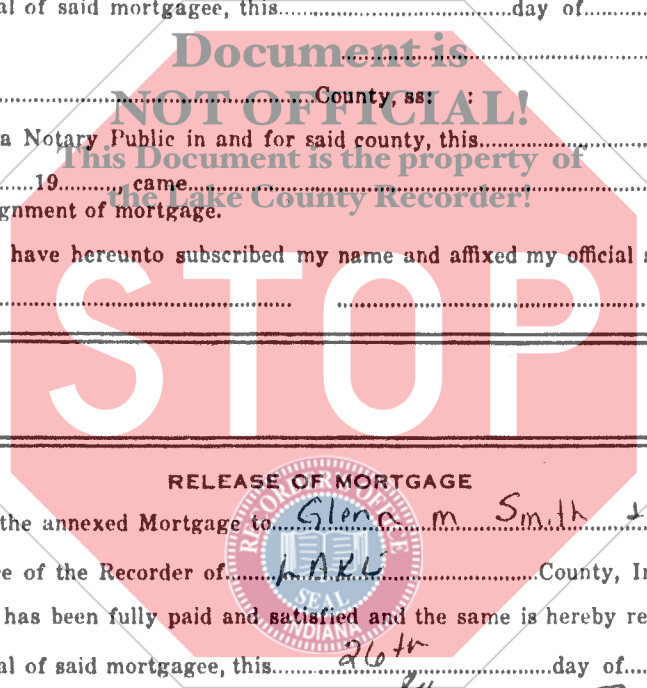 al of said mortgagee, this..............................day of..........
Document is
....................................County, ss: :
NOT OFFICIAL!
a Notary Public in and for said county, this....................
This Document is the property of
.....19........, came........................................
the Lake County Recorder!
gnment of mortgage.
have hereunto subscribed my name and affixed my official s
STOP
RELEASE OF MORTGAGE
the annexed Mortgage to Glenn M Smith
e of the Recorder of LAKE County, In
RECORDER OFFICE
SEAL
INDIANA
has been fully paid and satisfied and the same is hereby re
al of said mortgagee, this 26th day of